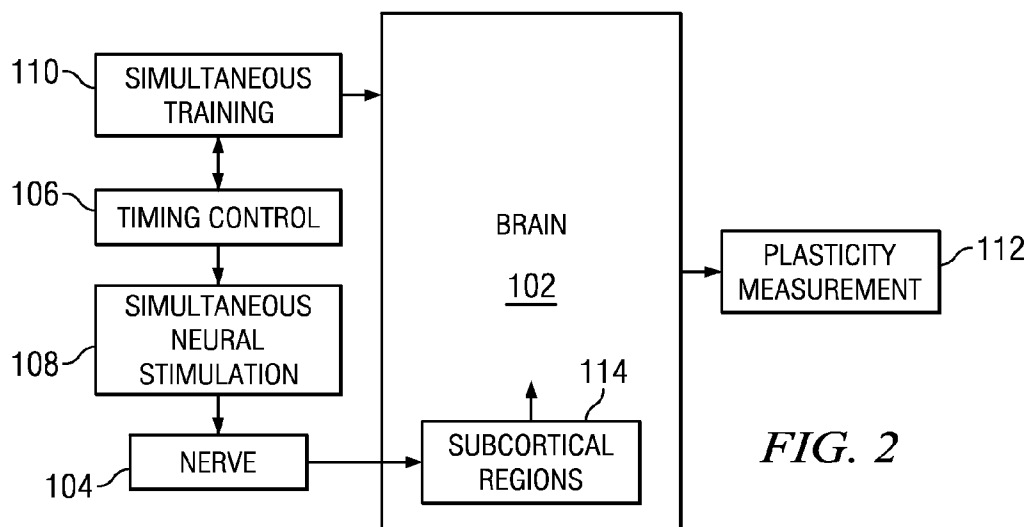 110
SIMULTANEOUS
TRAINING
106
TIMING CONTROL
108
SIMULTANEOUS
NEURAL
STIMULATION
104
NERVE
BRAIN
102
114
SUBCORTICAL
REGIONS
PLASTICITY
MEASUREMENT
112
FIG. 2